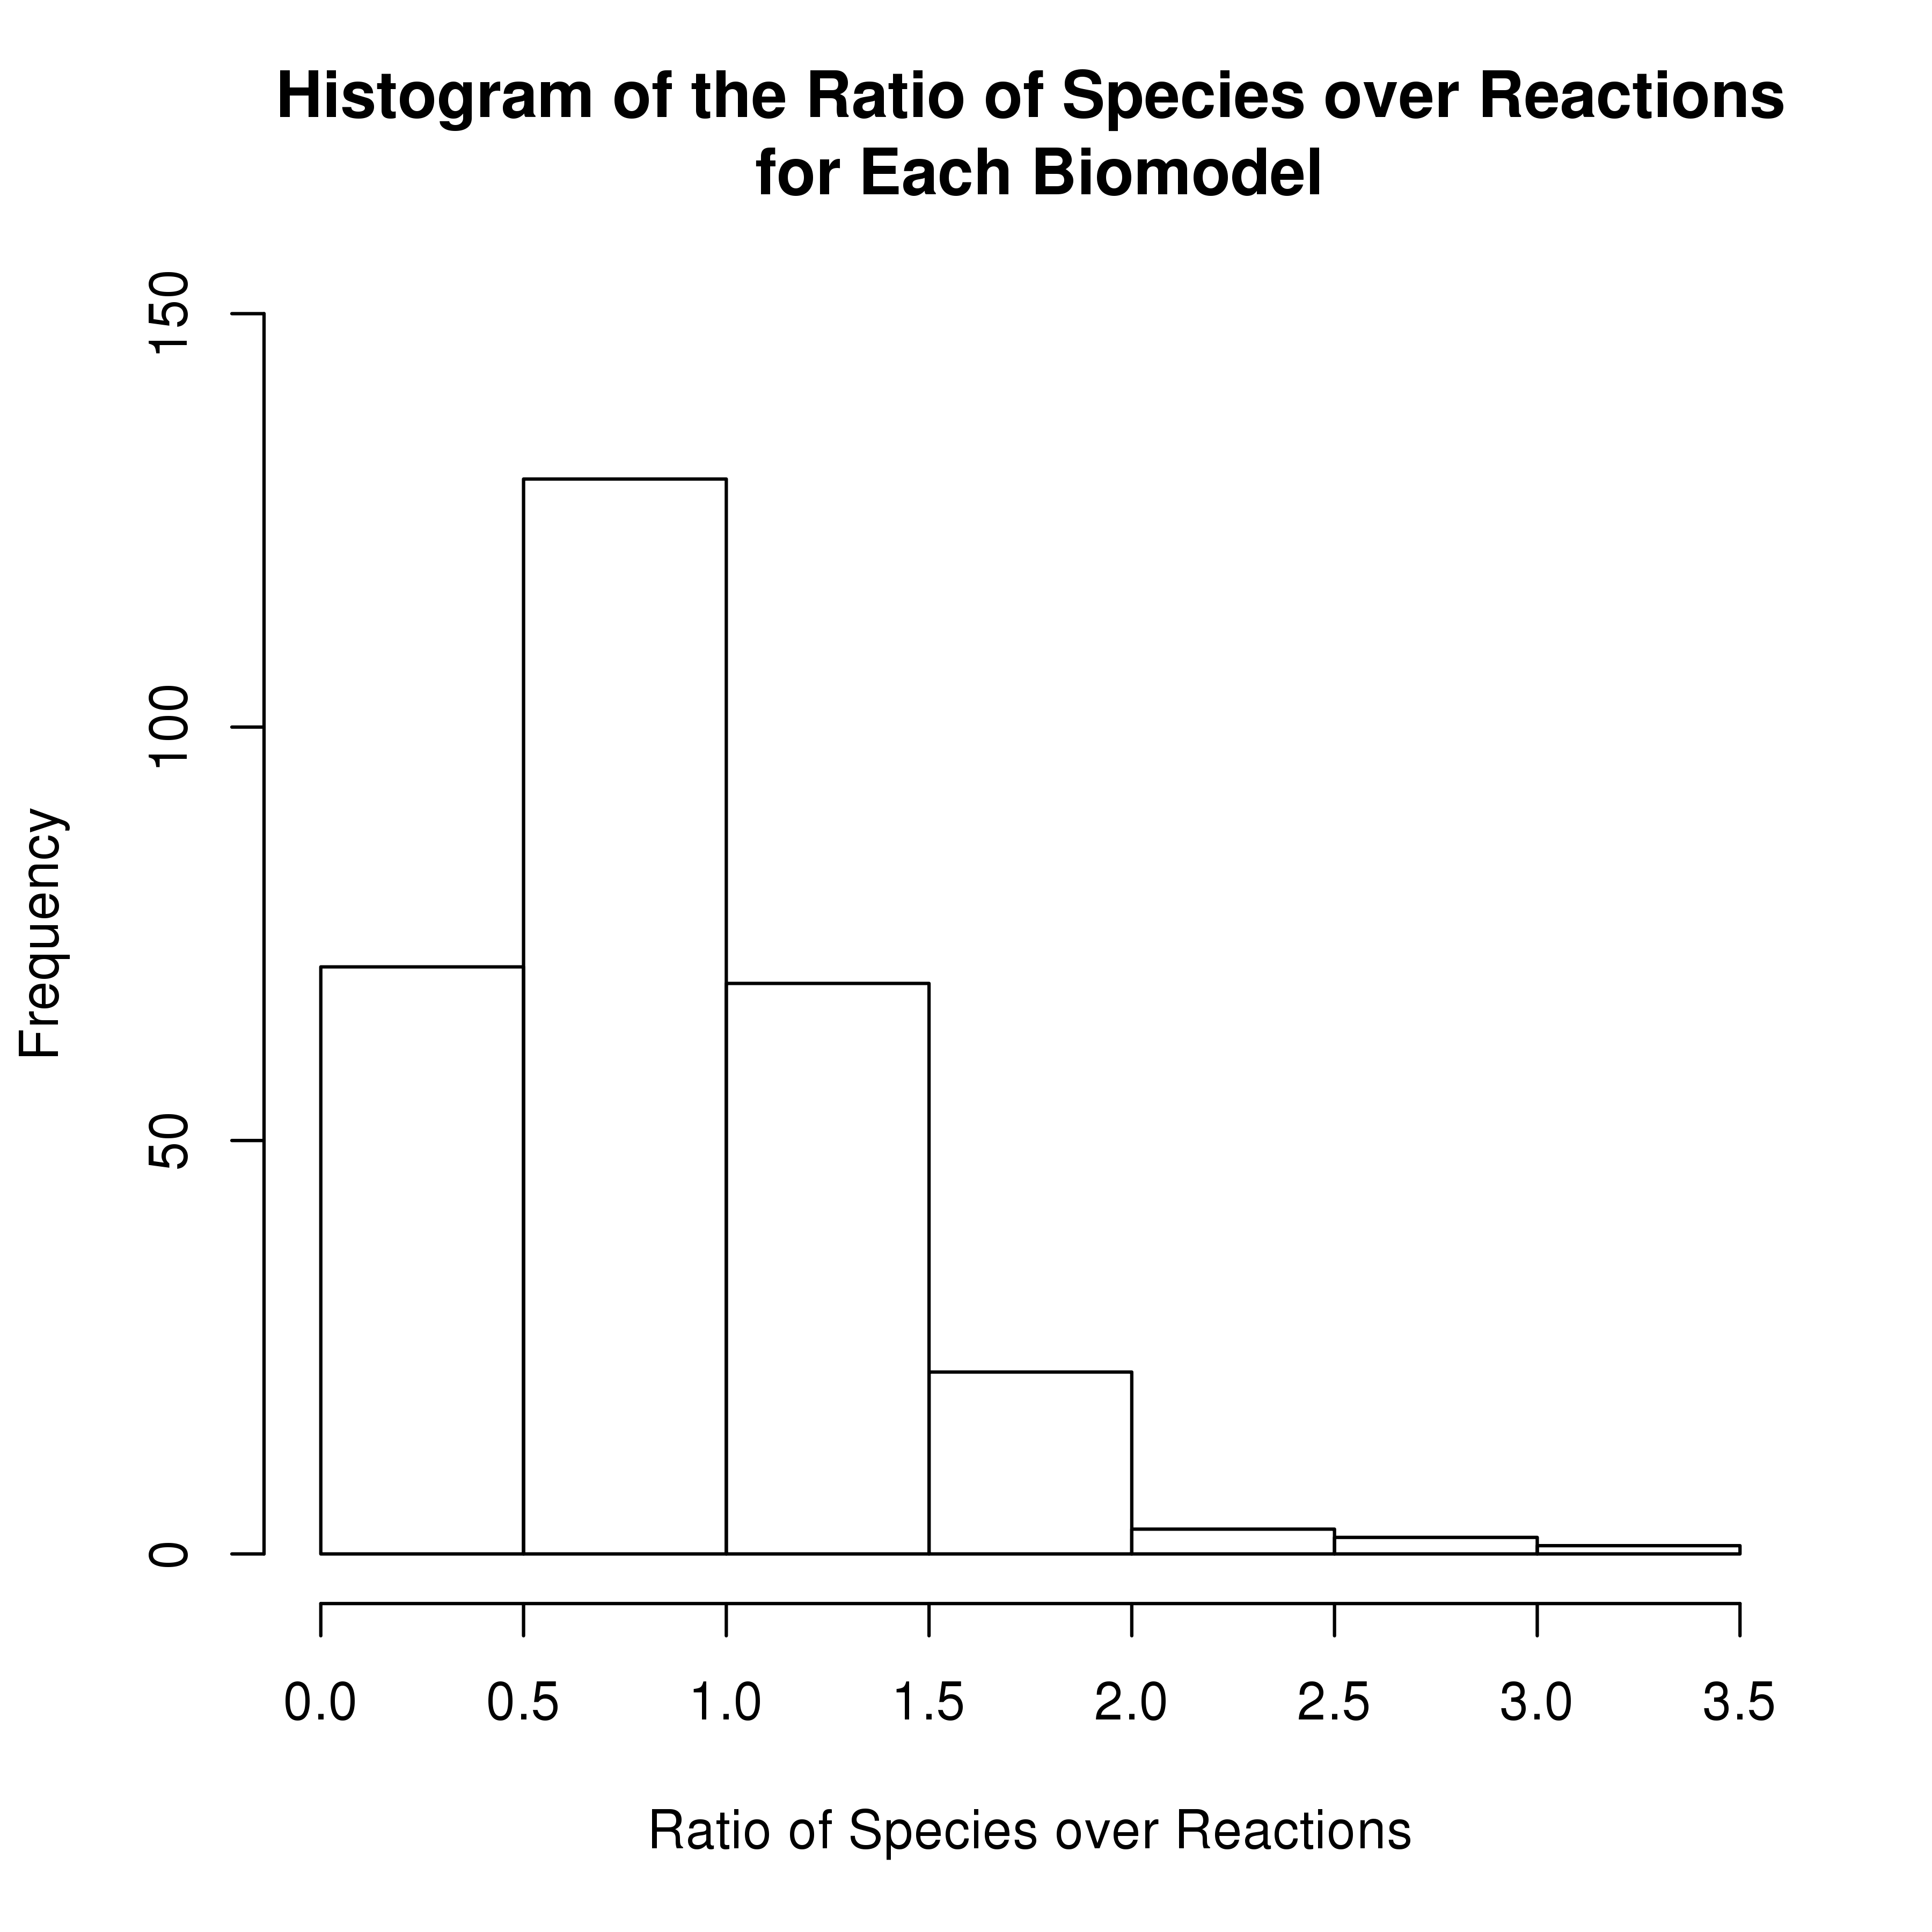 Histogram of the Ratio of Species over Reactions
for Each Biomodel
150
100
50
0
Frequency
0.0 0.5 1.0 1.5 2.0 2.5 3.0 3.5
Ratio of Species over Reactions